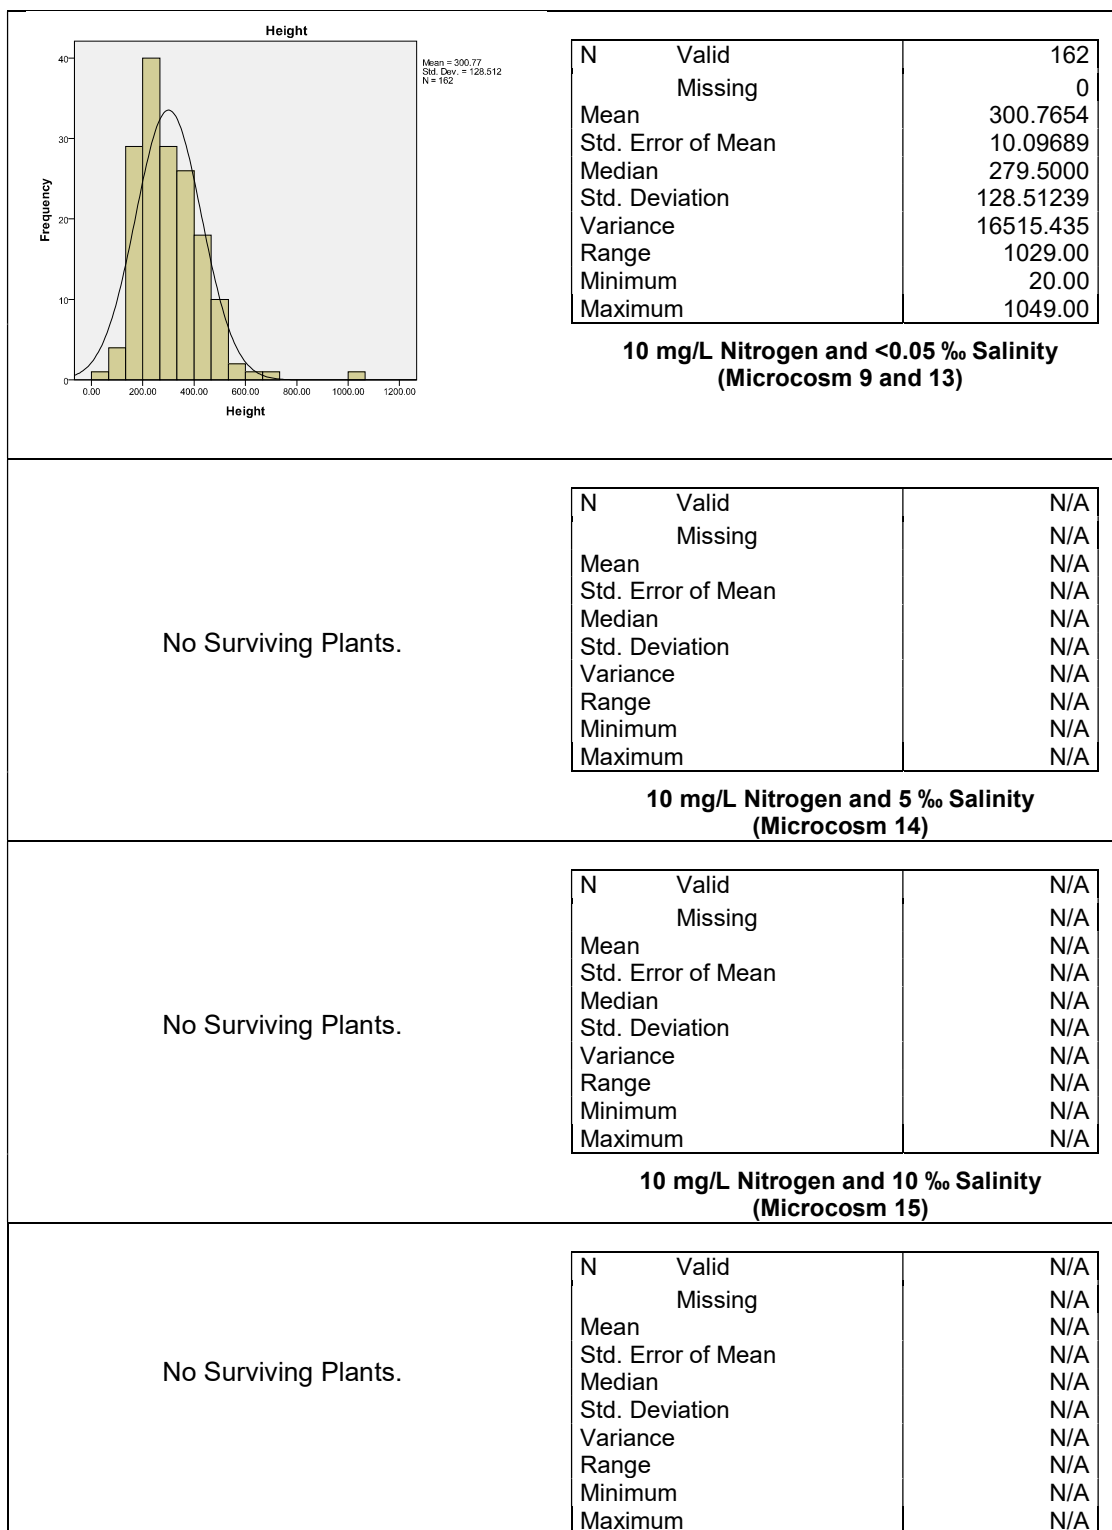 Height
Mean = 300.77
Std. Dev. = 128.512
N = 162
40
30
20
10
0
Frequency
0.00 200.00 400.00 600.00 800.00 1000.00 1200.00
Height
N Valid 162
Missing 0
Mean 300.7654
Std. Error of Mean 10.09689
Median 279.5000
Std. Deviation 128.51239
Variance 16515.435
Range 1029.00
Minimum 20.00
Maximum 1049.00
10 mg/L Nitrogen and <0.05 ‰ Salinity
(Microcosm 9 and 13)
No Surviving Plants.
N Valid N/A
Missing N/A
Mean N/A
Std. Error of Mean N/A
Median N/A
Std. Deviation N/A
Variance N/A
Range N/A
Minimum N/A
Maximum N/A
10 mg/L Nitrogen and 5 ‰ Salinity
(Microcosm 14)
No Surviving Plants.
N Valid N/A
Missing N/A
Mean N/A
Std. Error of Mean N/A
Median N/A
Std. Deviation N/A
Variance N/A
Range N/A
Minimum N/A
Maximum N/A
10 mg/L Nitrogen and 10 ‰ Salinity
(Microcosm 15)
No Surviving Plants.
N Valid N/A
Missing N/A
Mean N/A
Std. Error of Mean N/A
Median N/A
Std. Deviation N/A
Variance N/A
Range N/A
Minimum N/A
Maximum N/A